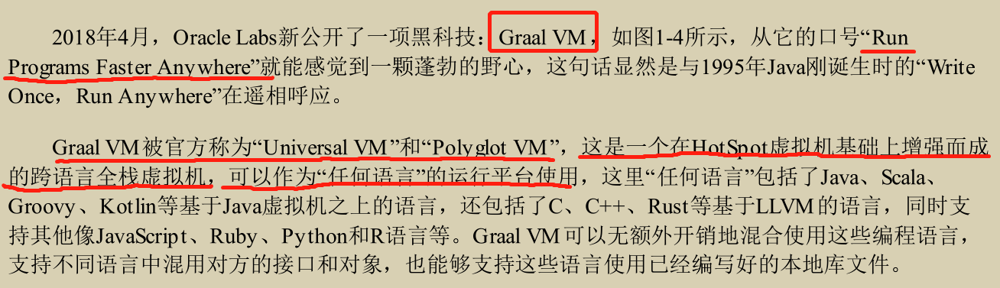 2018年4月，Oracle Labs新公开了一项黑科技：Graal VM，如图1-4所示，从它的口号“Run
Programs Faster Anywhere”就能感觉到一颗蓬勃的野心，这句话显然是与1995年Java刚诞生时的“Write
Once，Run Anywhere”在遥相呼应。
Graal VM被官方称为“Universal VM”和“Polyglot VM”，这是一个在HotSpot虚拟机基础上增强而成
的跨语言全栈虚拟机，可以作为“任何语言”的运行平台使用，这里“任何语言”包括了Java、Scala、
Groovy、Kotlin等基于Java虚拟机之上的语言，还包括了C、C++、Rust等基于LLVM的语言，同时支
持其他像JavaScript、Ruby、Python和R语言等。Graal VM可以无额外开销地混合使用这些编程语言，
支持不同语言中混用对方的接口和对象，也能够支持这些语言使用已经编写好的本地库文件。